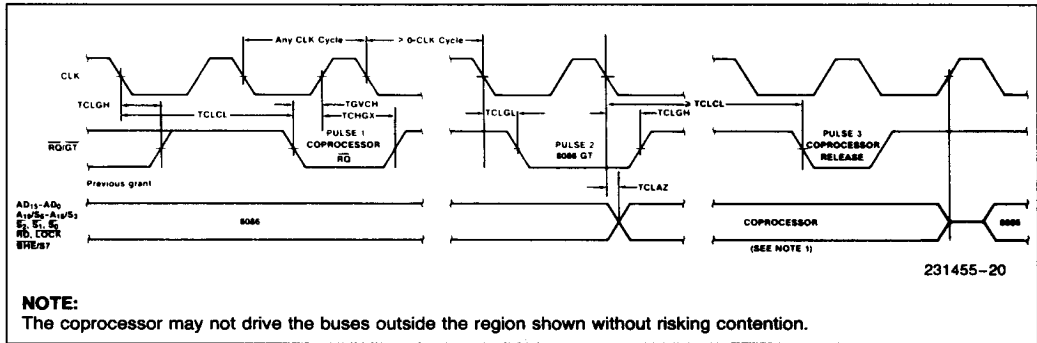 Any CLK Cycle
> 0-CLK Cycle
CLK
TCLGH
TCLCL
TGVCH
TCHGX
TCLGL
TCLGH
> TCLCL
RQ/GT
PULSE 1
COPROCESSOR
RQ
PULSE 2
8086 GT
PULSE 3
COPROCESSOR
RELEASE
Previous grant
TCLAZ
AD15-AD0
A19/S6-A16/S3
S2, S1, S0
RD, LOCK
BHE/S7
8086
COPROCESSOR
8086
(SEE NOTE 1)
231455-20
NOTE:
The coprocessor may not drive the buses outside the region shown without risking contention.